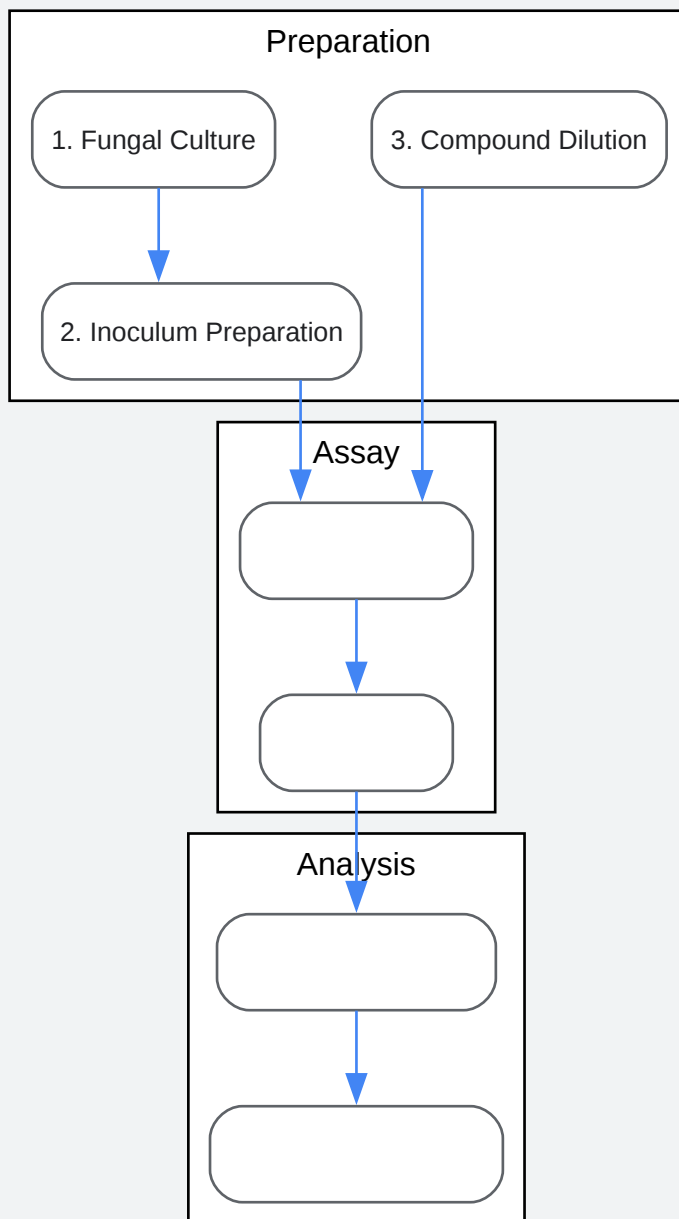 Preparation
1. Fungal Culture
3. Compound Dilution
2. Inoculum Preparation
Assay
Analysis